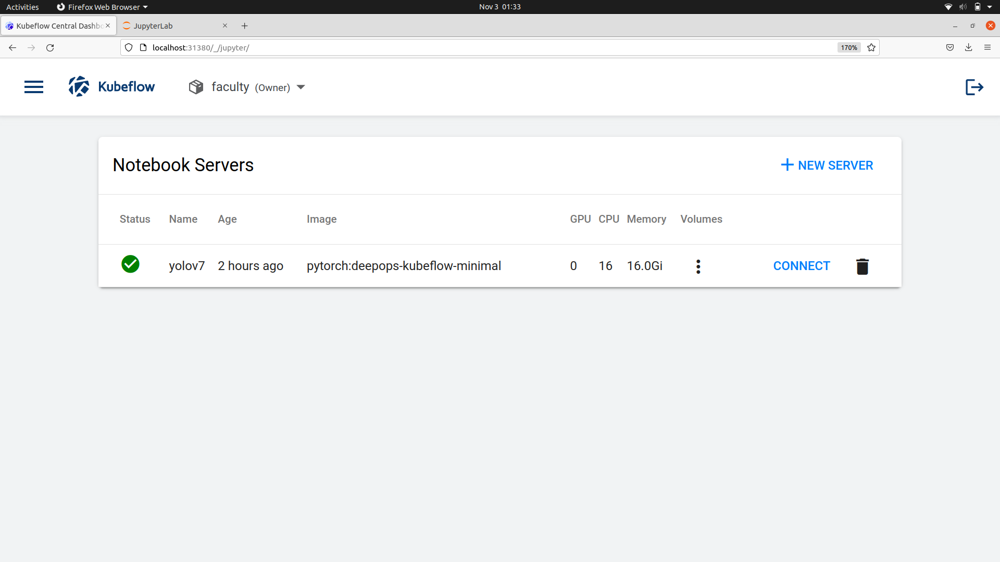 Activities Firefox Web Browser Nov 3 01:33
Kubeflow Central Dashbo JupyterLab
localhost:31380/_/jupyter/ 170%
Kubeflow faculty (Owner)
Notebook Servers + NEW SERVER
Status Name Age Image GPU CPU Memory Volumes
yolov7 2 hours ago pytorch:deepops-kubeflow-minimal 0 16 16.0Gi CONNECT